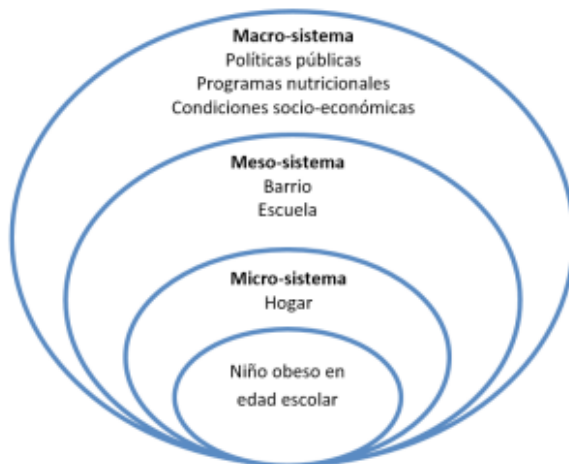 Macro-sistema
Políticas públicas
Programas nutricionales
Condiciones socio-económicas
Meso-sistema
Barrio
Escuela
Micro-sistema
Hogar
Niño obeso en
edad escolar